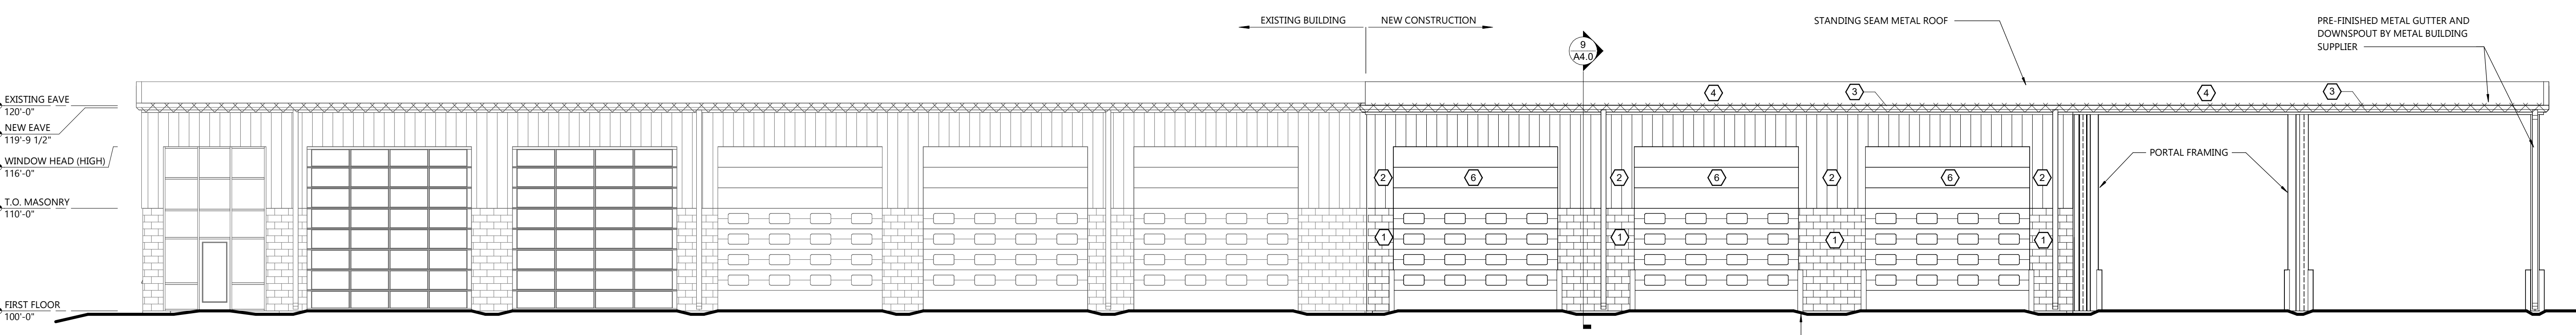 EXISTING BUILDING
NEW CONSTRUCTION
STANDING SEAM METAL ROOF
PRE-FINISHED METAL GUTTER AND
DOWNSPOUT BY METAL BUILDING
SUPPLIER
9
A4.0
EXISTING EAVE
120'-0"
NEW EAVE
119'-9 1/2"
WINDOW HEAD (HIGH)
116'-0"
T.O. MASONRY
110'-0"
FIRST FLOOR
100'-0"
4
3
4
3
PORTAL FRAMING
2
6
2
6
2
6
2
1
1
1
1